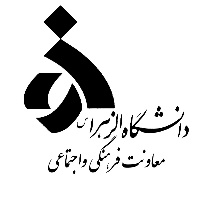 دانشگاه الزهرا (س)
معاونت فرهنگی و اجتماعی